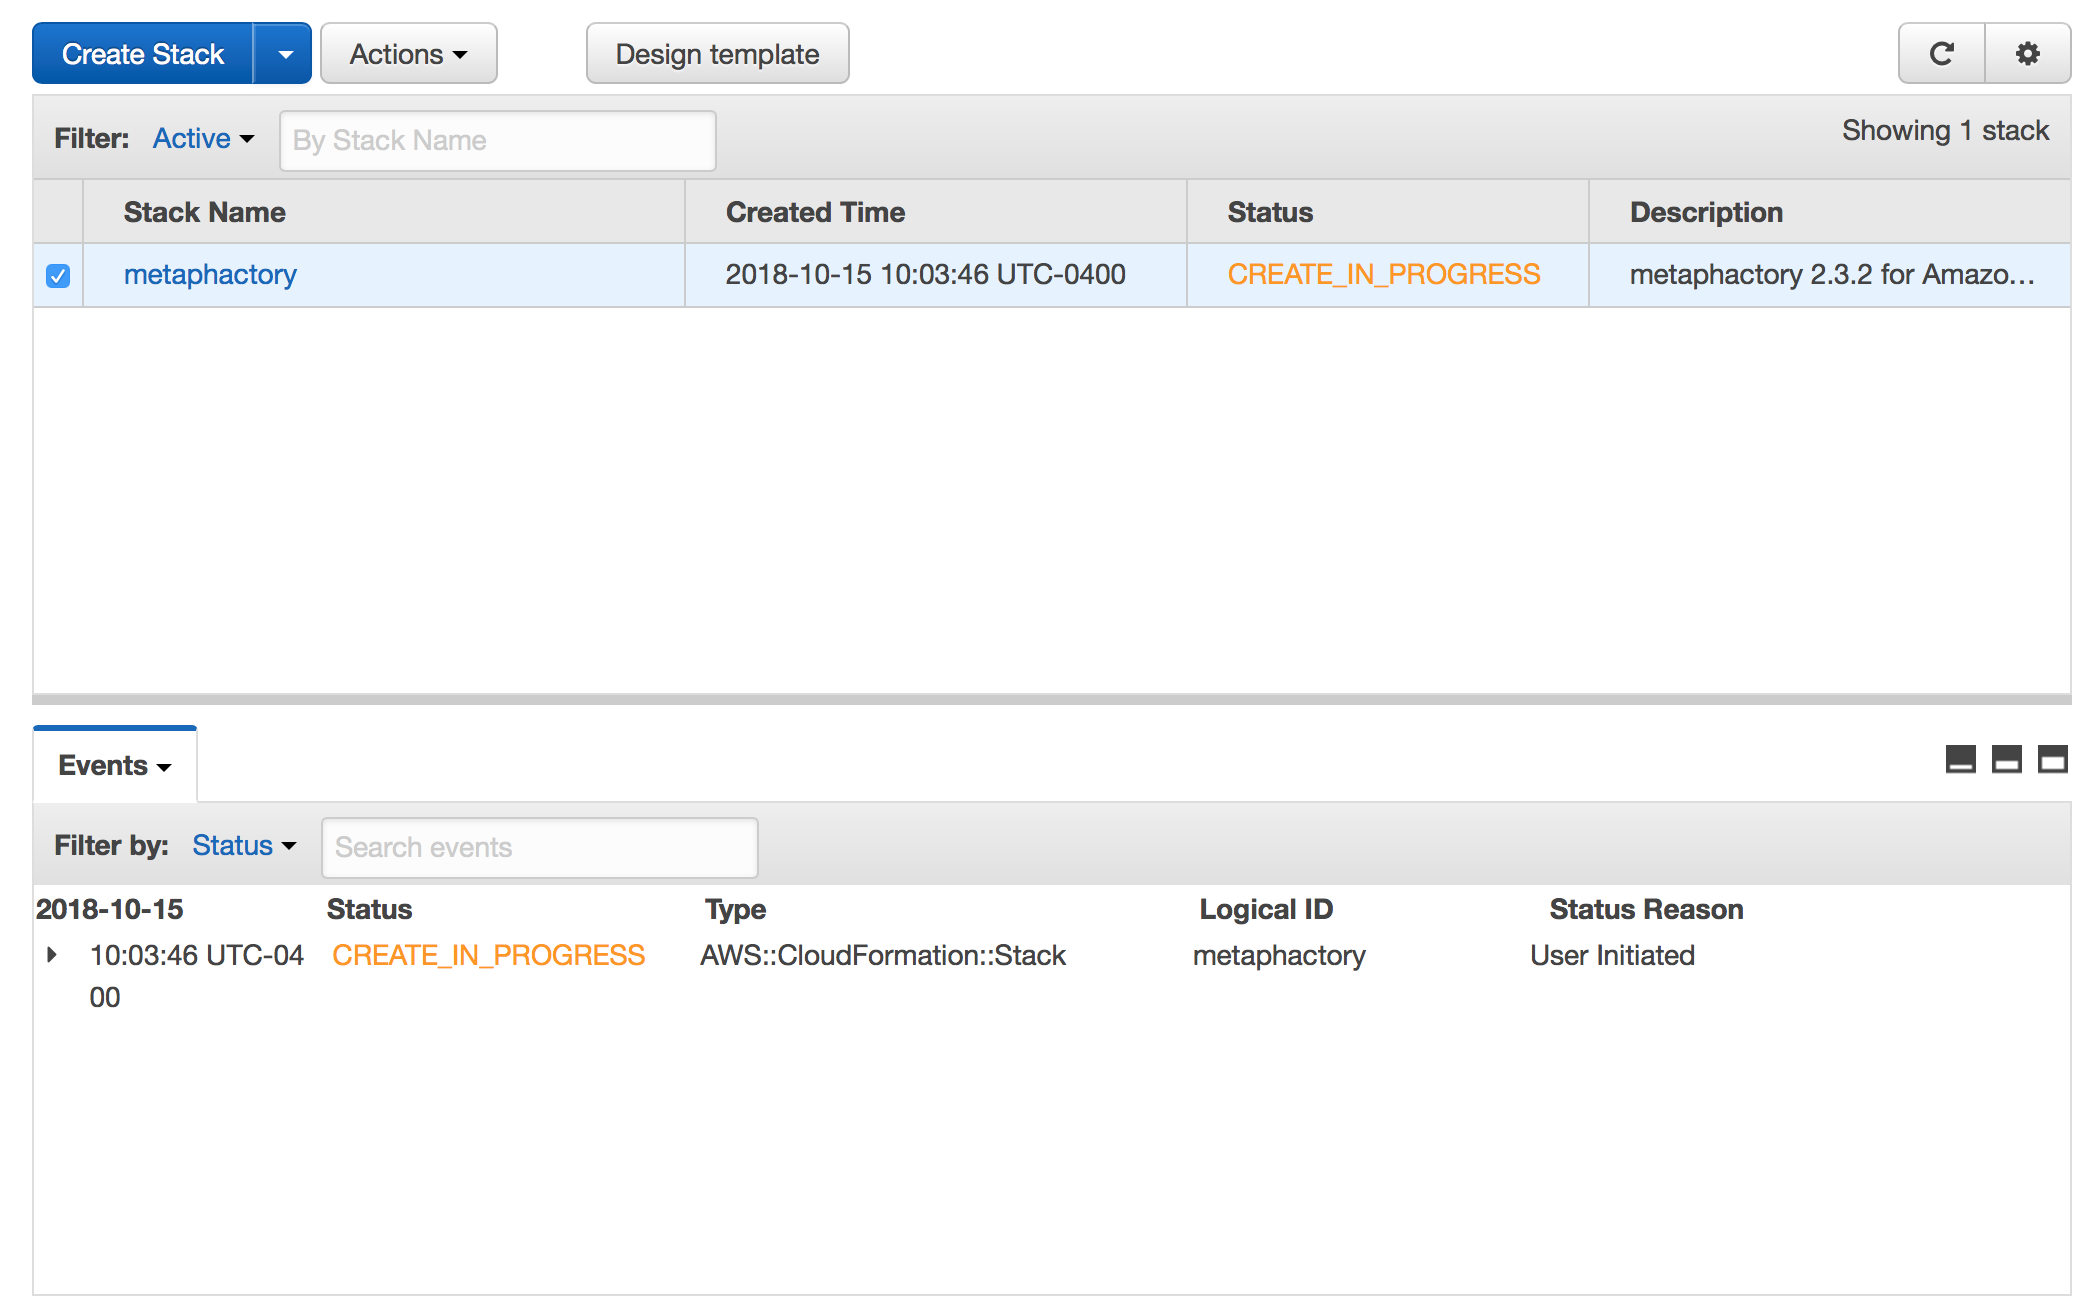 Create Stack Actions Design template
Filter: Active By Stack Name Showing 1 stack
Stack Name Created Time Status Description
metaphactory 2018-10-15 10:03:46 UTC-0400 CREATE_IN_PROGRESS metaphactory 2.3.2 for Amazo...
Events
Filter by: Status Search events
2018-10-15 Status Type Logical ID Status Reason
10:03:46 UTC-04 CREATE_IN_PROGRESS AWS::CloudFormation::Stack metaphactory User Initiated
00